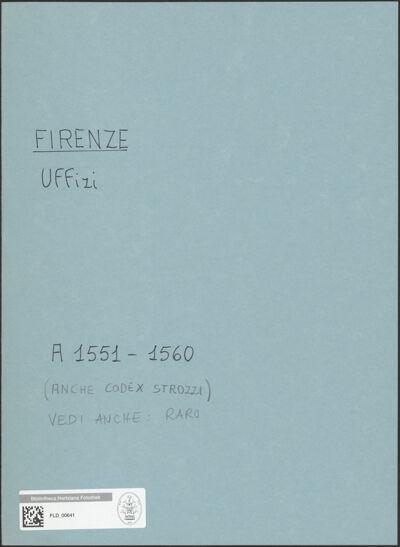 FIRENZE
Uffizi
A 1551 - 1560
(ANCHE CODEX STROZZI)
VEDI ANCHE: RARO
Bibliotheca Hertziana Fotothek
FLD_00641